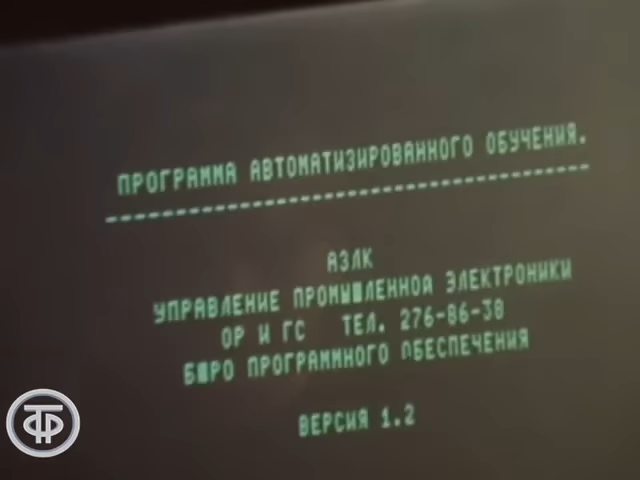 ПРОГРАММА АВТОМАТИЗИРОВАННОГО ОБУЧЕНИЯ.
----------------------------------------
АЗЛК
УПРАВЛЕНИЕ ПРОМЫШЛЕННОЙ ЭЛЕКТРОНИКИ
ОР И ГС ТЕЛ. 276-86-38
БЮРО ПРОГРАММНОГО ОБЕСПЕЧЕНИЯ
ВЕРСИЯ 1.2